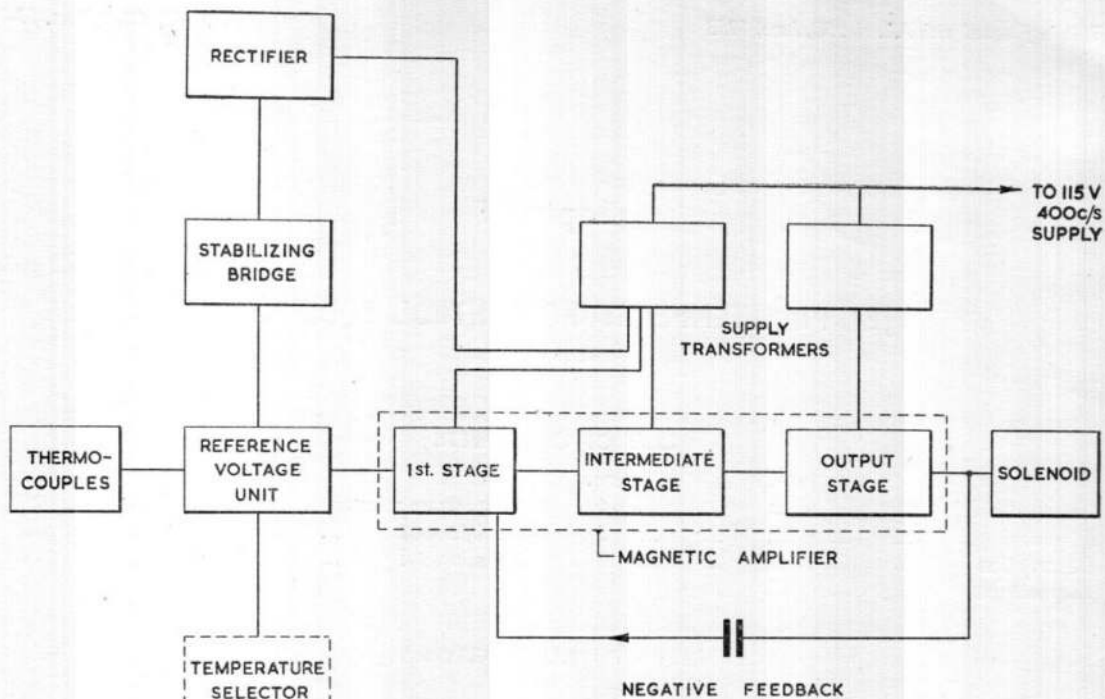 RECTIFIER
TO 115 V
400c/s
SUPPLY
STABILIZING
BRIDGE
SUPPLY
TRANSFORMERS
THERMO-
COUPLES
REFERENCE
VOLTAGE
UNIT
1st. STAGE
INTERMEDIATE
STAGE
OUTPUT
STAGE
SOLENOID
MAGNETIC AMPLIFIER
TEMPERATURE
SELECTOR
NEGATIVE FEEDBACK